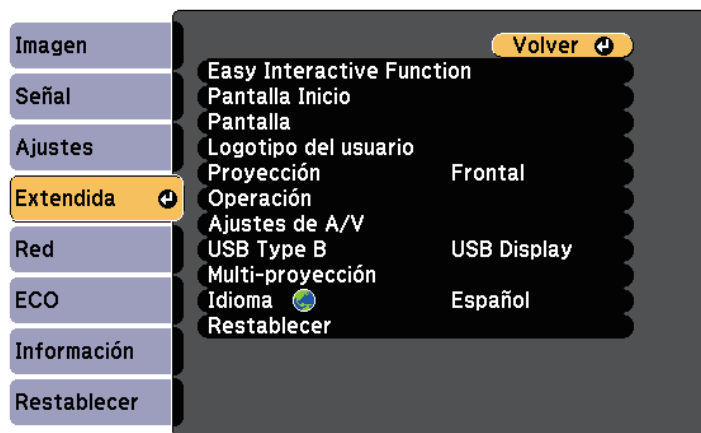 Imagen
Señal
Ajustes
Extendida
Red
ECO
Información
Restablecer
Volver
Easy Interactive Function
Pantalla Inicio
Pantalla
Logotipo del usuario
Proyección Frontal
Operación
Ajustes de A/V
USB Type B USB Display
Multi-proyección
Idioma Español
Restablecer